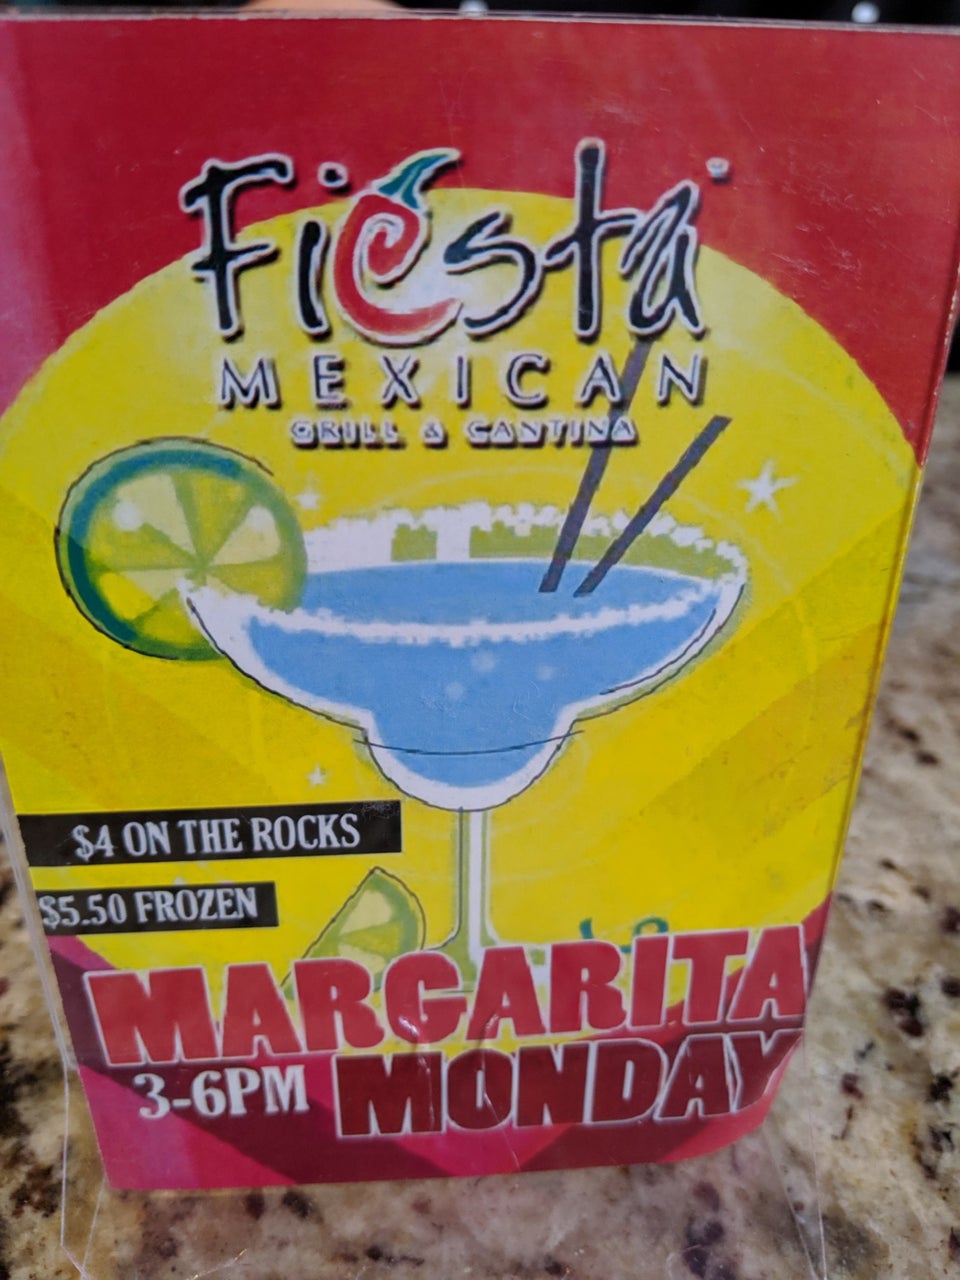 Fiesta
MEXICAN
GRILL & CANTINA
$4 ON THE ROCKS
$5.50 FROZEN
MARGARITA
3-6PM MONDAY